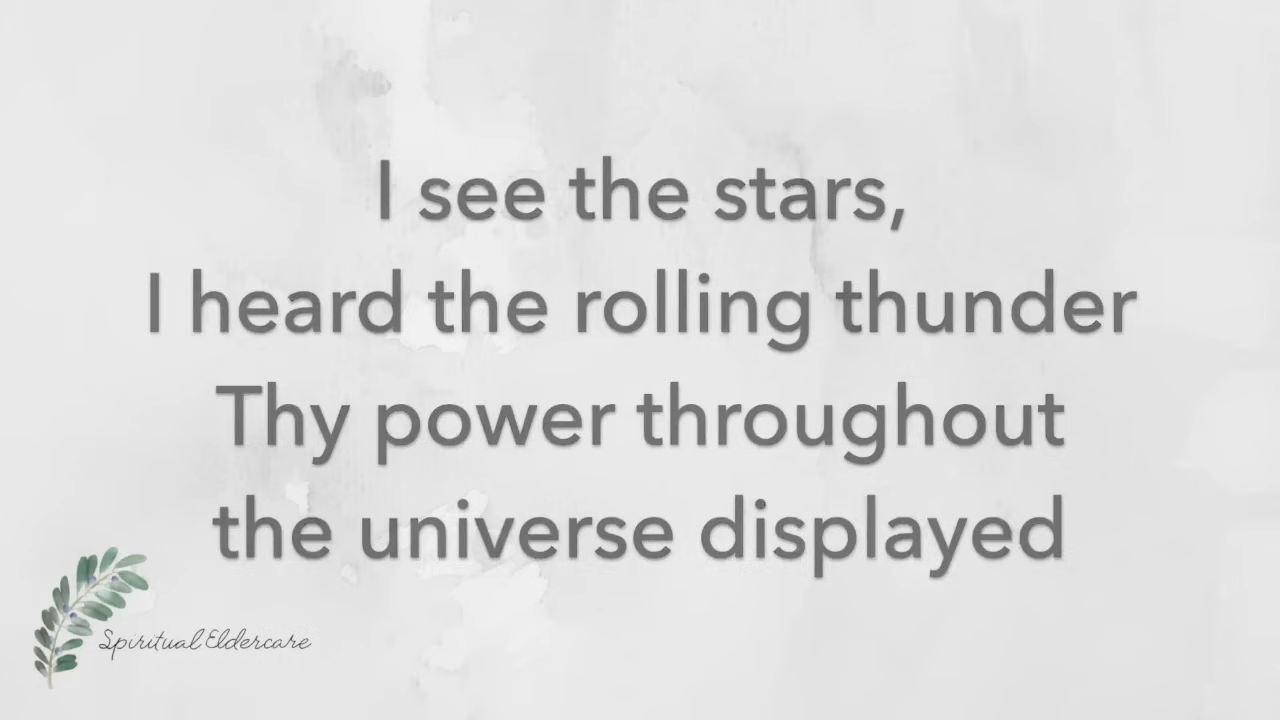 I see the stars,
I heard the rolling thunder
Thy power throughout
the universe displayed
Spiritual Eldercare